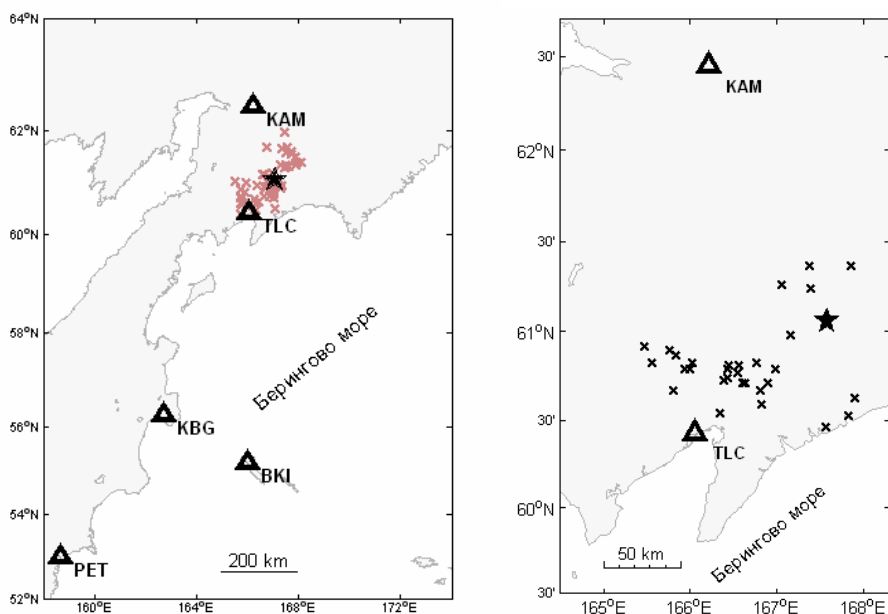 64°N
62°N
60°N
58°N
56°N
53°N
52°N
160°E
164°E
168°E
172°E
KAM
TLC
KBG
BKI
PET
Берингово море
200 km
30'
62°N
30'
61°N
30'
60°N
30'
165°E
166°E
167°E
168°E
KAM
TLC
Берингово море
50 km